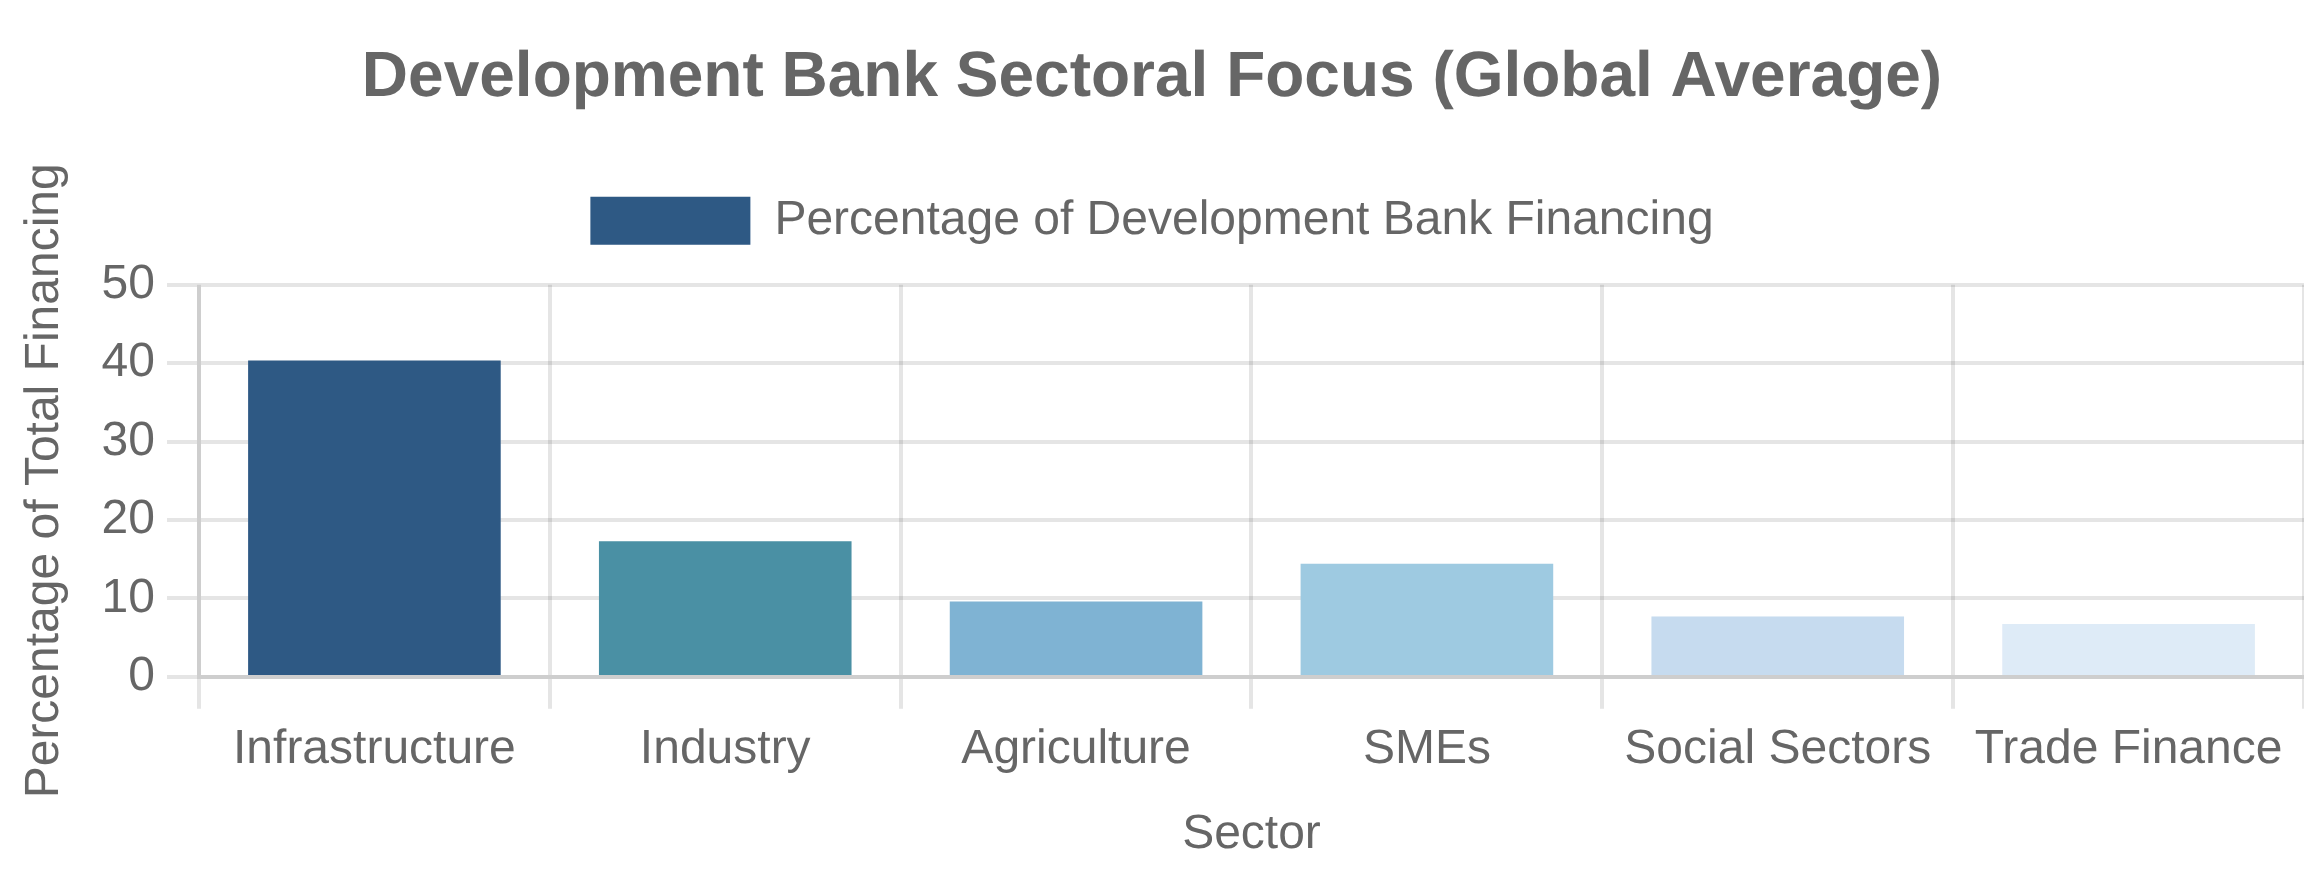 Development Bank Sectoral Focus (Global Average)
Percentage of Development Bank Financing
Percentage of Total Financing
50
40
30
20
10
0
Infrastructure
Industry
Agriculture
SMEs
Social Sectors
Trade Finance
Sector